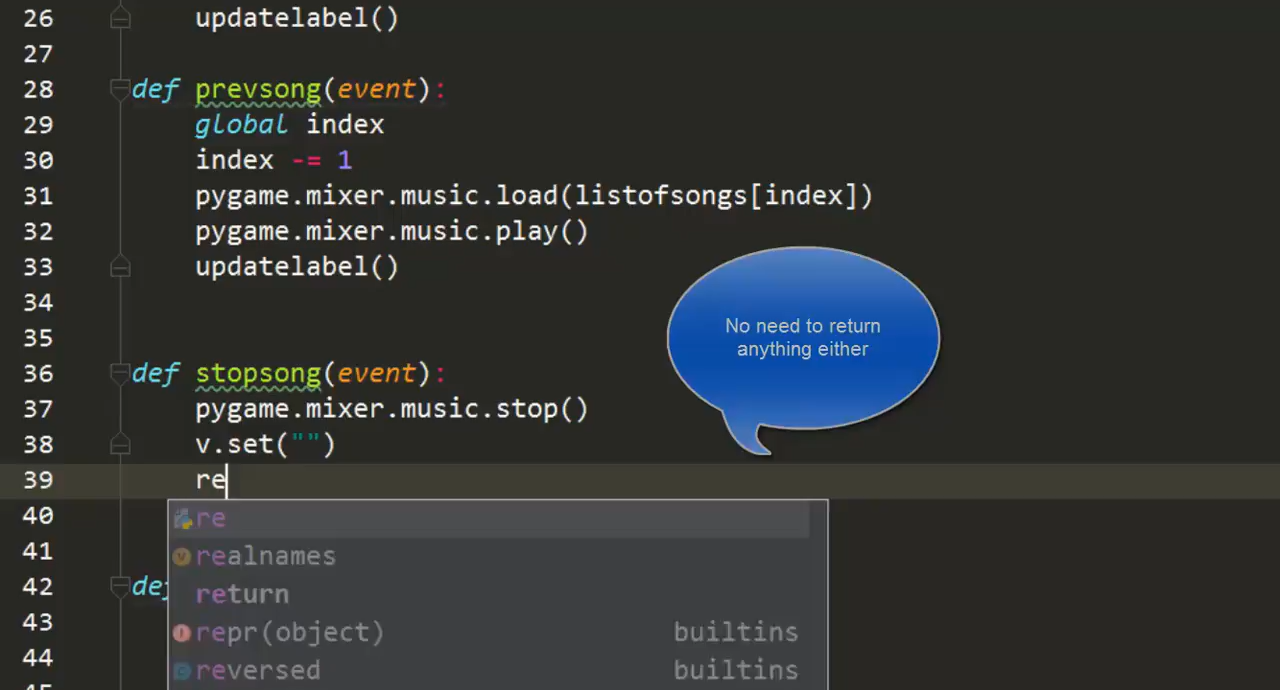 26 updatelabel()
27
28 def prevsong(event):
29 global index
30 index -= 1
31 pygame.mixer.music.load(listofsongs[index])
32 pygame.mixer.music.play()
33 updatelabel()
34
35
No need to return
anything either
36 def stopsong(event):
37 pygame.mixer.music.stop()
38 v.set("")
39 re
40 re
41 realnames
42 def return
43 repr(object) builtins
44 reversed builtins